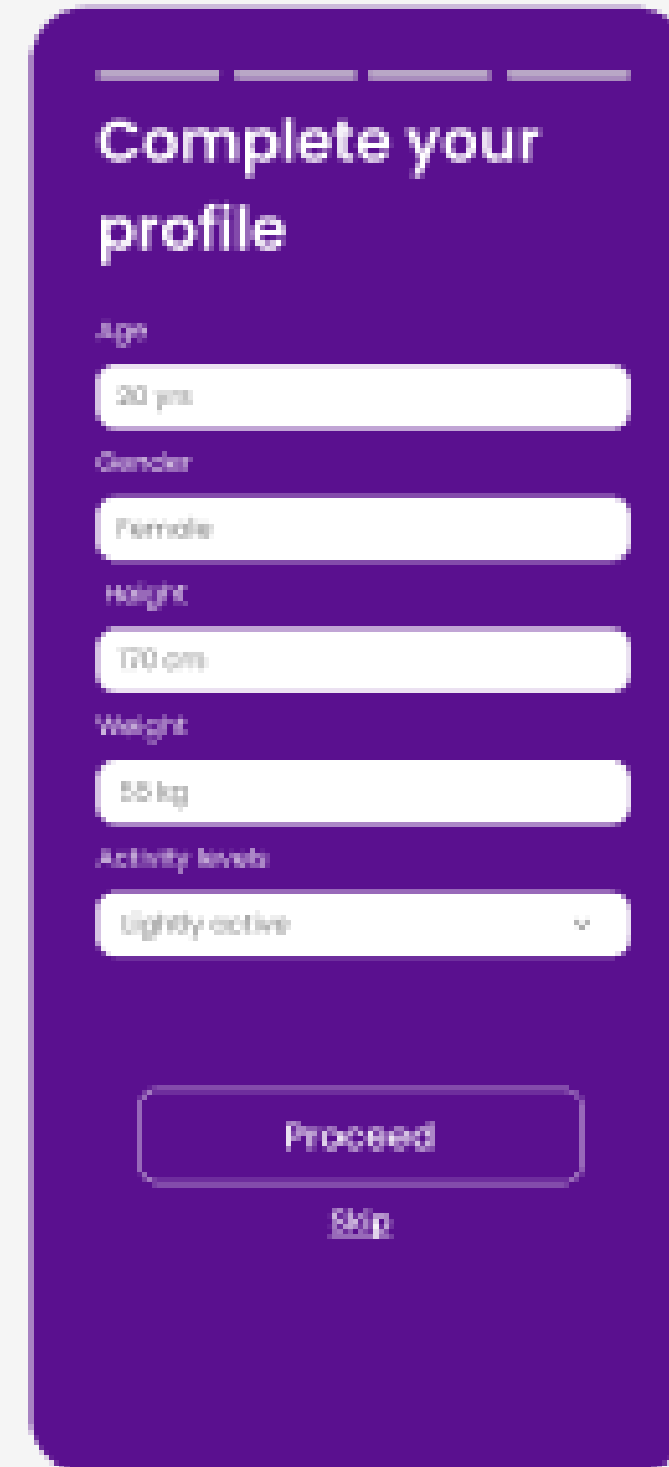 Complete your
profile
Age
20 yrs
Gender
Female
Height
170 cm
Weight
55 kg
Activity levels
Lightly active
Proceed
Skip